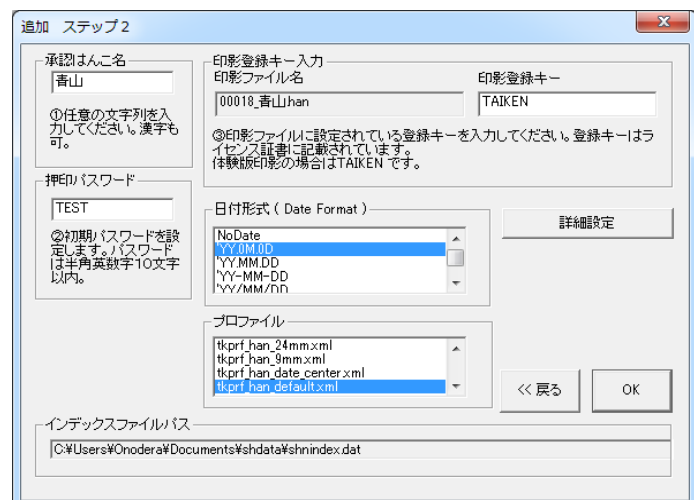 追加 ステップ2
承認はんこ名
青山
①任意の文字列を入
力してください。漢字も
可。
印影登録キー入力
印影ファイル名
00018_青山.han
印影登録キー
TAIKEN
③印影ファイルに設定されている登録キーを入力してください。登録キーはラ
イセンス証書に記載されています。
体験版印影の場合はTAIKEN です。
押印パスワード
TEST
②初期パスワードを設
定します。パスワード
は半角英数字10文字
以内。
日付形式 ( Date Format )
NoDate
'YY.0M.0D
'YY.MM.DD
'YY-MM-DD
'YY/MM/DD
詳細設定
プロファイル
tkprf_han_24mm.xml
tkprf_han_9mm.xml
tkprf_han_date_center.xml
tkprf_han_default.xml
<< 戻る
OK
インデックスファイルパス
C:¥Users¥Onodera¥Documents¥shdata¥shnindex.dat